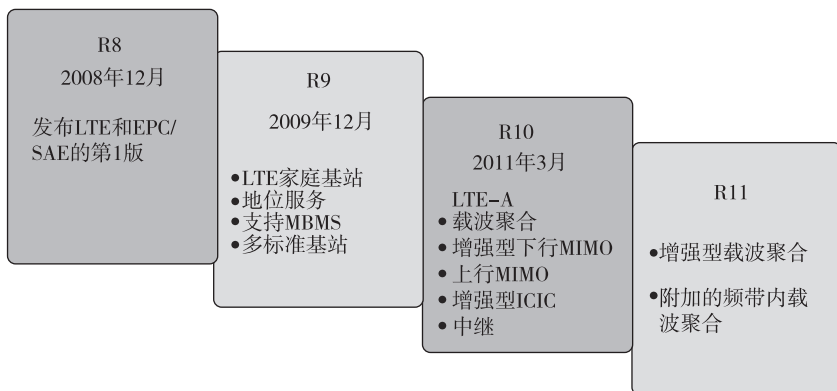 R8
2008年12月
发布LTE和EPC/
SAE的第1版
R9
2009年12月
•LTE家庭基站
•地位服务
•支持MBMS
•多标准基站
R10
2011年3月
LTE-A
•载波聚合
•增强型下行MIMO
•上行MIMO
•增强型ICIC
•中继
R11
•增强型载波聚合
•附加的频带内载
波聚合